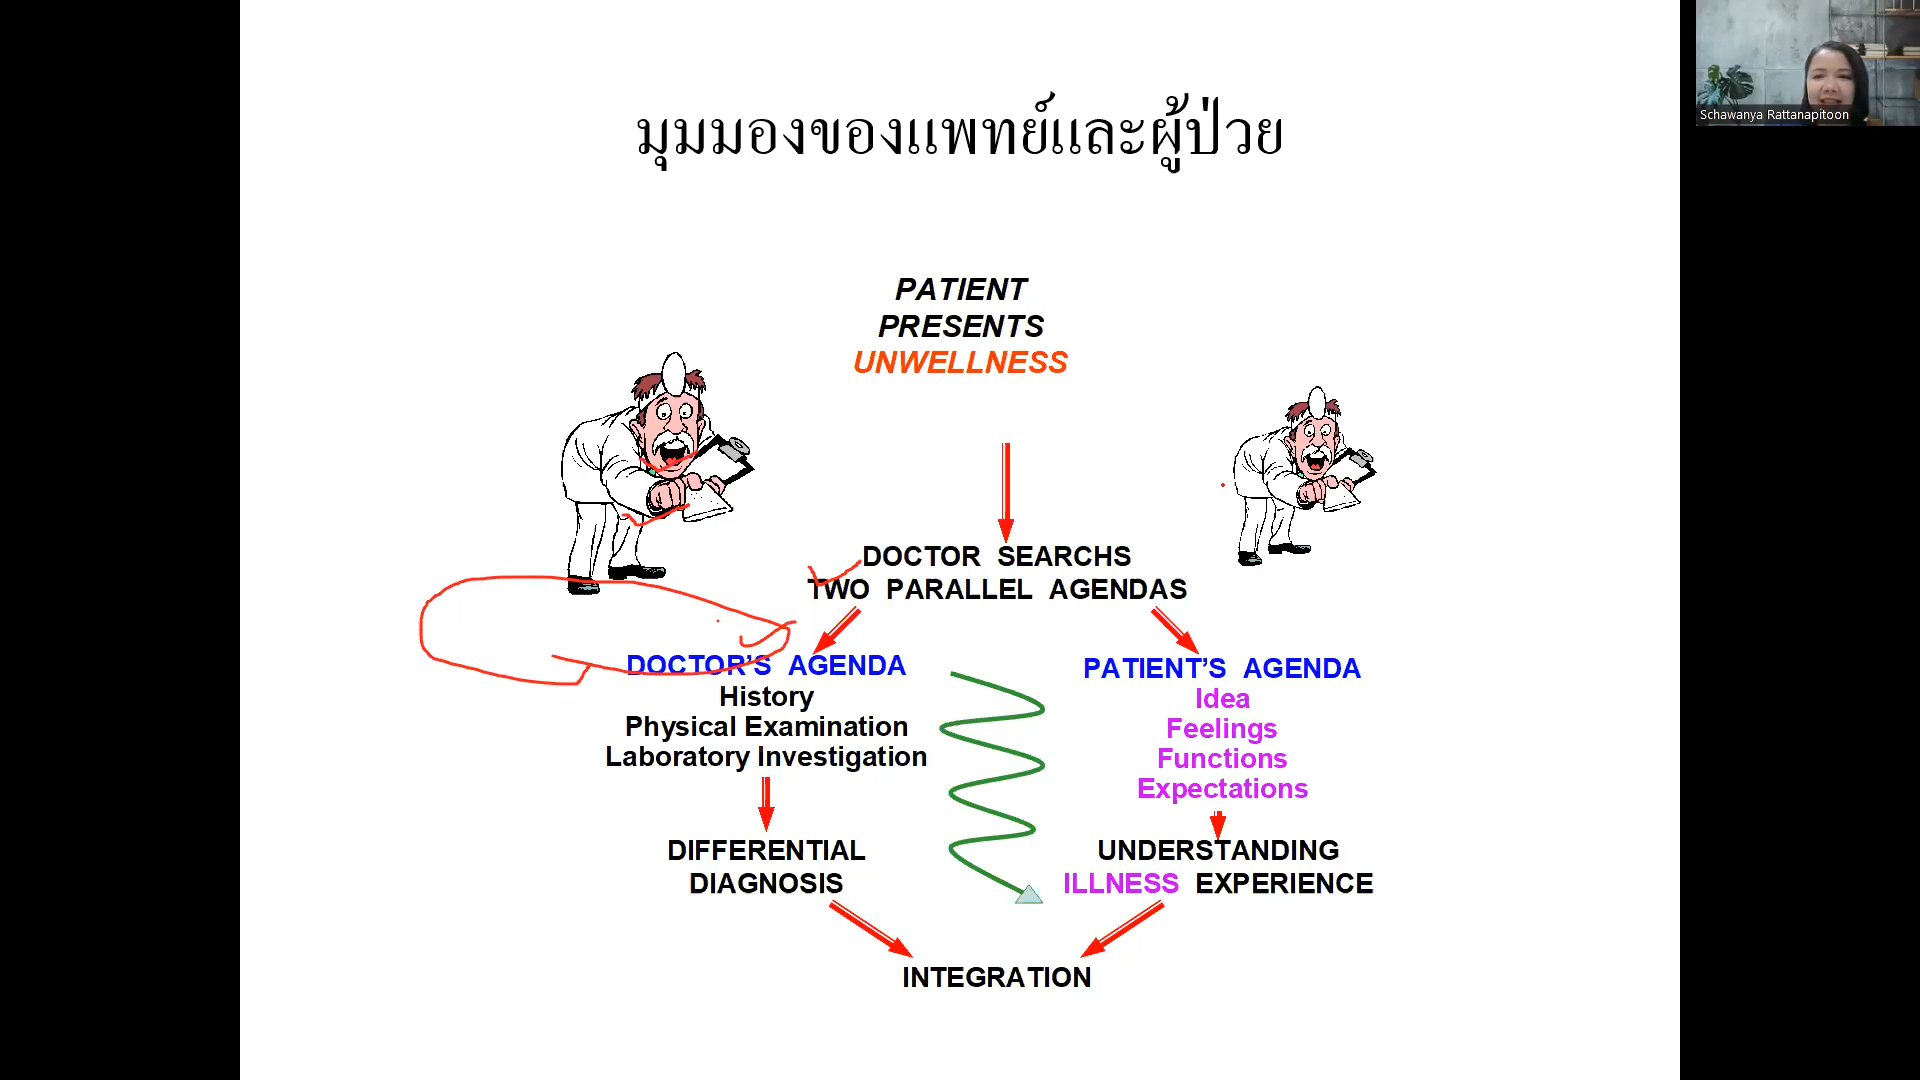 Schawanya Rattanapitoon
มุมมองของแพทย์และผู้ป่วย
PATIENT
PRESENTS
UNWELLNESS
DOCTOR SEARCHS
TWO PARALLEL AGENDAS
DOCTOR’S AGENDA
History
Physical Examination
Laboratory Investigation
DIFFERENTIAL
DIAGNOSIS
PATIENT’S AGENDA
Idea
Feelings
Functions
Expectations
UNDERSTANDING
ILLNESS EXPERIENCE
INTEGRATION